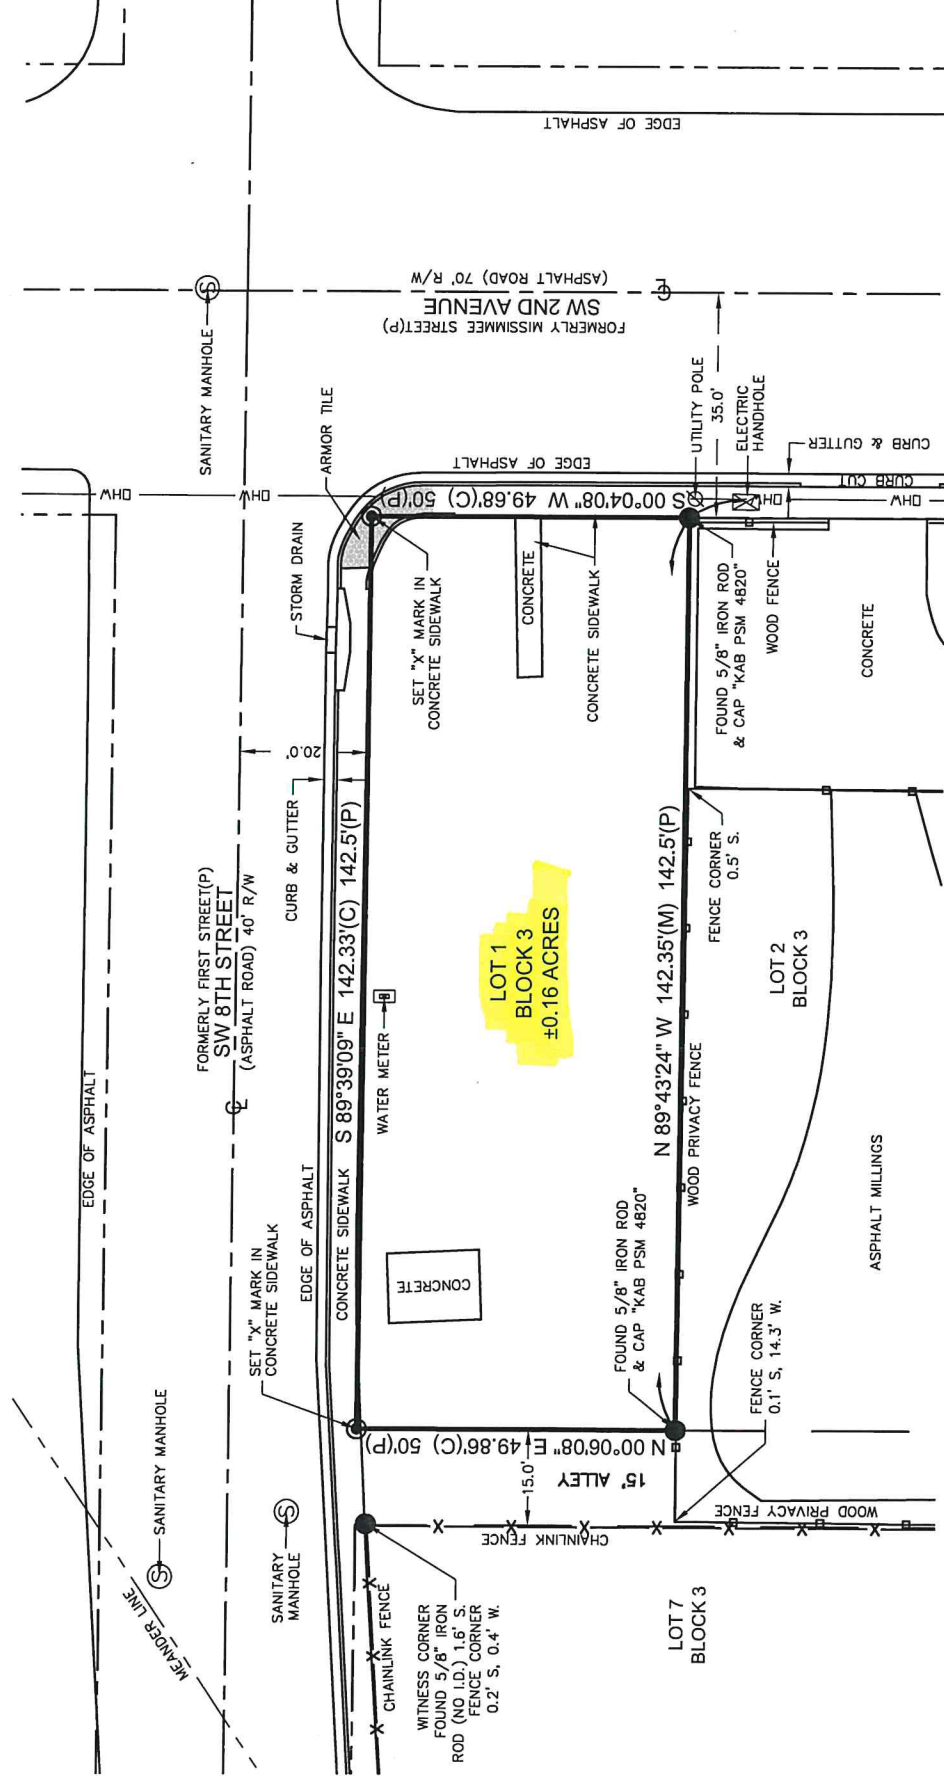 EDGE OF ASPHALT
SANITARY MANHOLE
S
FORMERLY MISSIMMEE STREET(P)
SW 2ND AVENUE
(ASPHALT ROAD) 70' R/W
ARMOR TILE
STORM DRAIN
OHW
OHW
EDGE OF ASPHALT
UTILITY POLE
35.0'
ELECTRIC
HANDHOLE
CURB & GUTTER
CURB CUT
OHW
OHW
S 00°04'08" W 49.68'(C) 50'(P)
SET "X" MARK IN
CONCRETE SIDEWALK
CONCRETE
CONCRETE SIDEWALK
FOUND 5/8" IRON ROD
& CAP "KAB PSM 4820"
WOOD FENCE
CONCRETE
20.0'
CURB & GUTTER
FORMERLY FIRST STREET(P)
SW 8TH STREET
(ASPHALT ROAD) 40' R/W
S 89°39'09" E 142.33'(C) 142.5'(P)
WATER METER
LOT 1
BLOCK 3
±0.16 ACRES
N 89°43'24" W 142.35'(M) 142.5'(P)
FENCE CORNER
0.5' S.
WOOD PRIVACY FENCE
LOT 2
BLOCK 3
ASPHALT MILLINGS
EDGE OF ASPHALT
EDGE OF ASPHALT
CONCRETE SIDEWALK
SET "X" MARK IN
CONCRETE SIDEWALK
CONCRETE
FOUND 5/8" IRON ROD
& CAP "KAB PSM 4820"
FENCE CORNER
0.1' S, 14.3' W.
N 00°06'08" E 49.86'(C) 50'(P)
15.0'
15' ALLEY
WOOD PRIVACY FENCE
CHAINLINK FENCE
SANITARY MANHOLE
S
S
SANITARY
MANHOLE
MEANDER LINE
CHAINLINK FENCE
WITNESS CORNER
FOUND 5/8" IRON
ROD (NO I.D.) 1.6' S.
FENCE CORNER
0.2' S, 0.4' W.
LOT 7
BLOCK 3